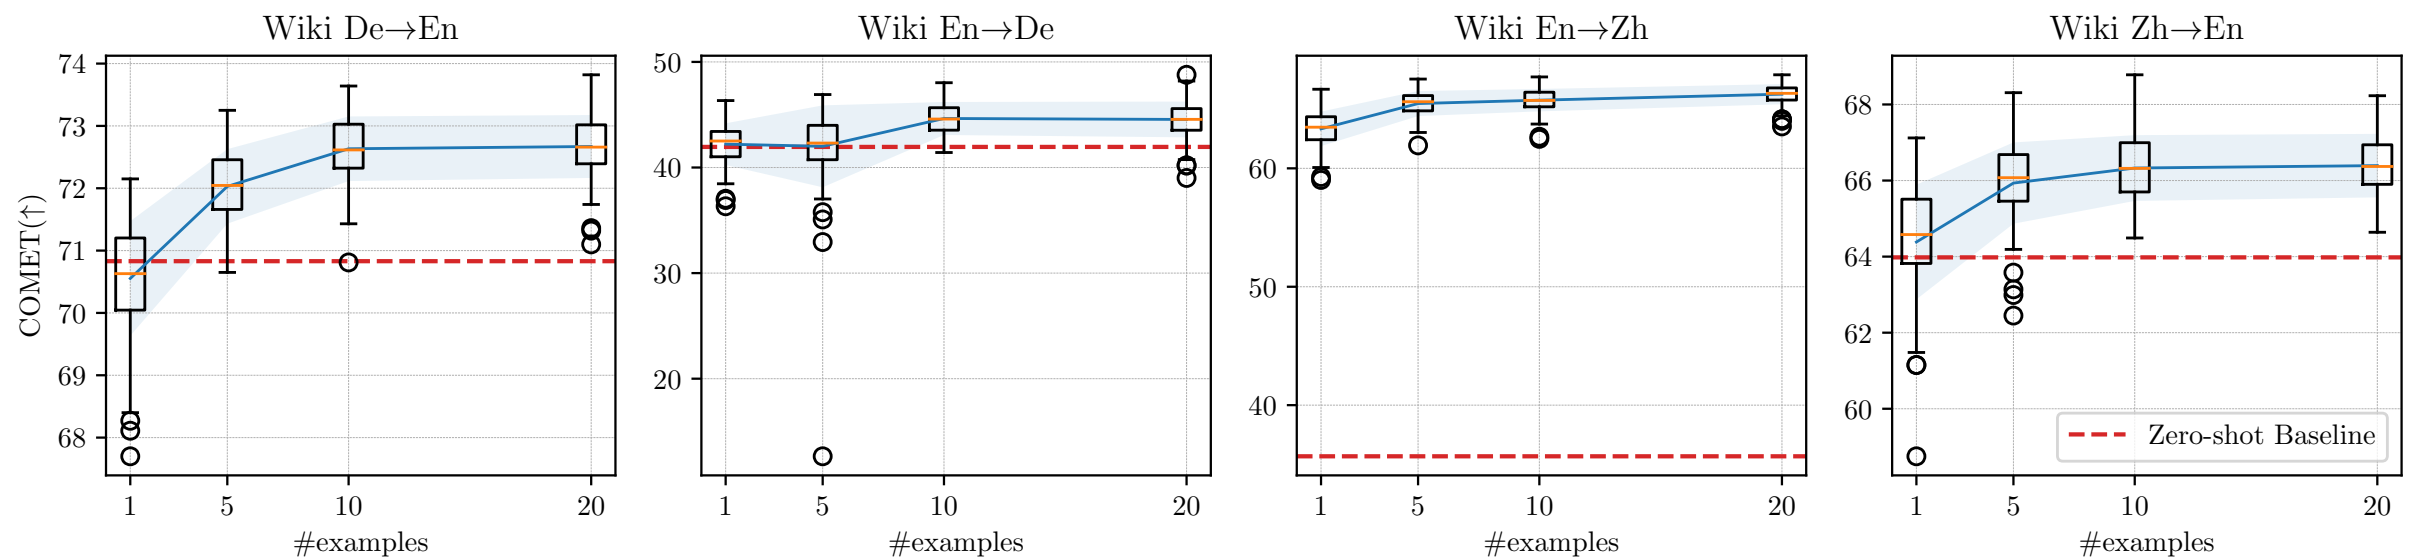 Wiki De→En
COMET(↑)
74
73
72
71
70
69
68
1 5 10 20
#examples
Wiki En→De
50
40
30
20
1 5 10 20
#examples
Wiki En→Zh
60
50
40
1 5 10 20
#examples
Wiki Zh→En
68
66
64
62
60
Zero-shot Baseline
1 5 10 20
#examples